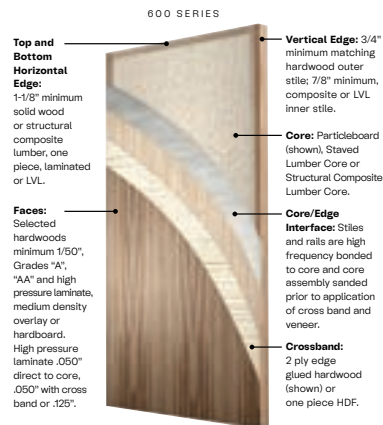 600 SERIES
Top and
Bottom
Horizontal
Edge:
1-1/8" minimum
solid wood
or structural
composite
lumber, one
piece, laminated
or LVL.
Faces:
Selected
hardwoods
minimum 1/50",
Grades "A",
"AA" and high
pressure laminate,
medium density
overlay or
hardboard.
High pressure
laminate .050"
direct to core,
.050" with cross
band or .125".
Vertical Edge: 3/4"
minimum matching
hardwood outer
stile; 7/8" minimum,
composite or LVL
inner stile.
Core: Particleboard
(shown), Staved
Lumber Core or
Structural Composite
Lumber Core.
Core/Edge
Interface: Stiles
and rails are high
frequency bonded
to core and core
assembly sanded
prior to application
of cross band and
veneer.
Crossband:
2 ply edge
glued hardwood
(shown) or
one piece HDF.